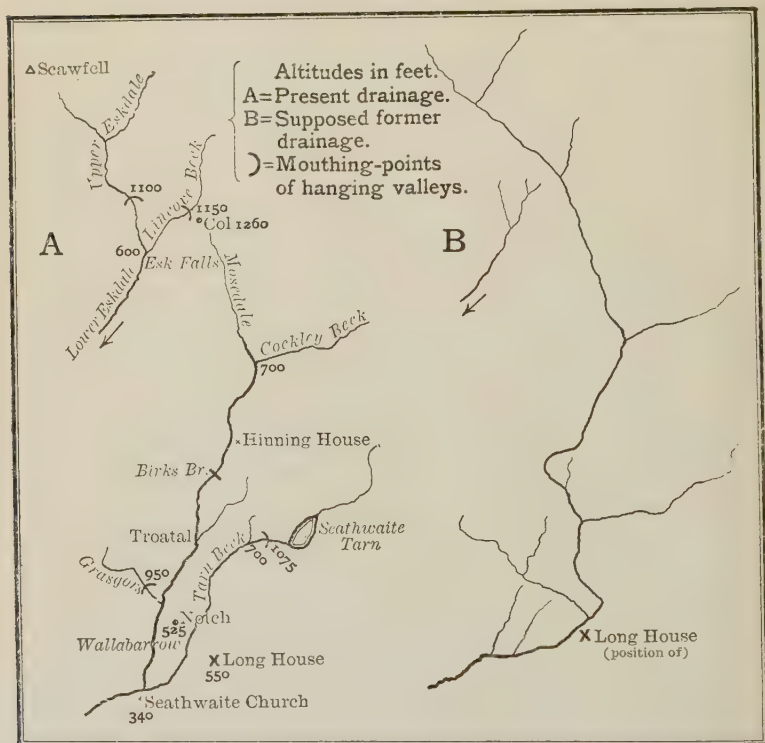 △ Scawfell
Altitudes in feet.
A=Present drainage.
B=Supposed former
drainage.
)=Mouthing-points
of hanging valleys.
Upper Eskdale
1100
Lincove Beck
1150
Col 1260
A
B
600
Esk Falls
Mosedale
Lower Eskdale
Cockley Beck
700
Hinning House
Birks Br.
Troatal
Tarn Beck
700
1075
Seathwaite
Tarn
Grasgors
950
Notch
525
Wallabarrow
X Long House
550
Seathwaite Church
340
X Long House
(position of)